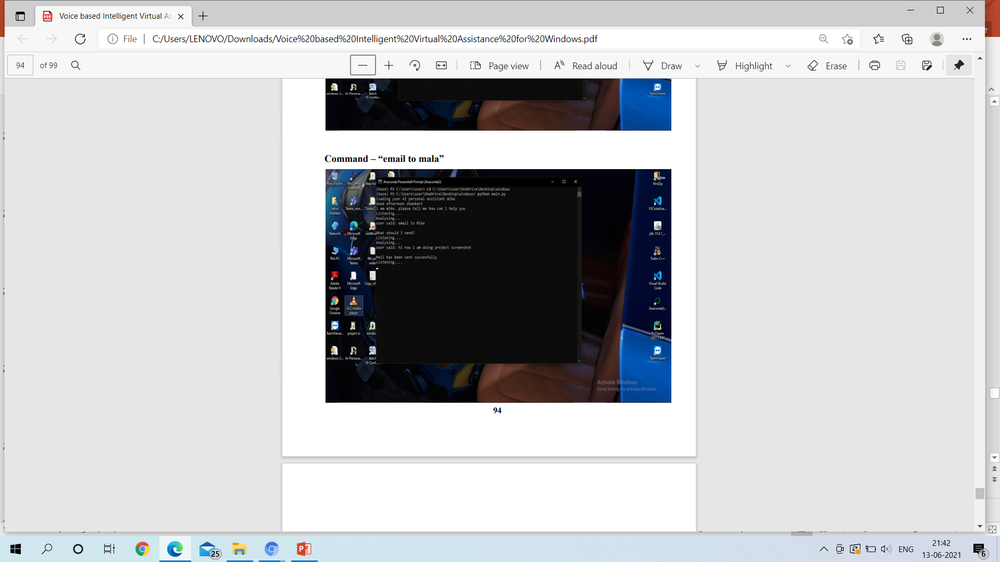 Voice based Intelligent Virtual As
File
C:/Users/LENOVO/Downloads/Voice%20based%20Intelligent%20Virtual%20Assistance%20for%20Windows.pdf
94 of 99
Page view
Read aloud
Draw
Highlight
Erase
windows-2... AI-Persona... Batch 19-Confer...
TeamViewer
Command – “email to mala”
Recycle Bin
MyCam - Shortcut
New fol
WinZip
Anaconda Powershell Prompt (Anaconda3)
(base) PS C:\Users\user> cd C:\Users\user\OneDrive\Desktop\windows
(base) PS C:\Users\user\OneDrive\Desktop\windows> python main.py
loading your AI personal assistant mike
Good afternoon shankari
i am mike. please tell me how can i help you
Listening....
Analysing...
user said: email to Mike
What should I send?
Listening....
Analysing...
user said: hi now I am doing project screenshot
Mail has been sent succesfully
Listening....
selva shankari
Teams_win...
Turbo.C
VSCodeUse...
Network
Microsoft Edge
certifica
jdk-15.0.1_...
This PC
Microsoft Teams
4th ye notes
Turbo C++
Adobe Reader 9
Microsoft Edge
Copy_of
Visual Studio Code
Google Chrome
VLC media player
Anaconda3...
TeamViewe...
project ss
windo
PyCharm
windows-2...
AI-Persona...
Batch 19-Conf...
TeamViewer
Activate Windows
Go to Settings to activate Windows.
94
25
ENG
21:42
13-06-2021
6